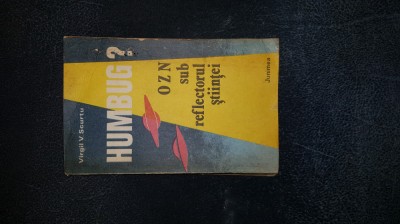 Virgil V. Scurtu
HUMBUG?
OZN
sub
reflectorul
științei
Junimea